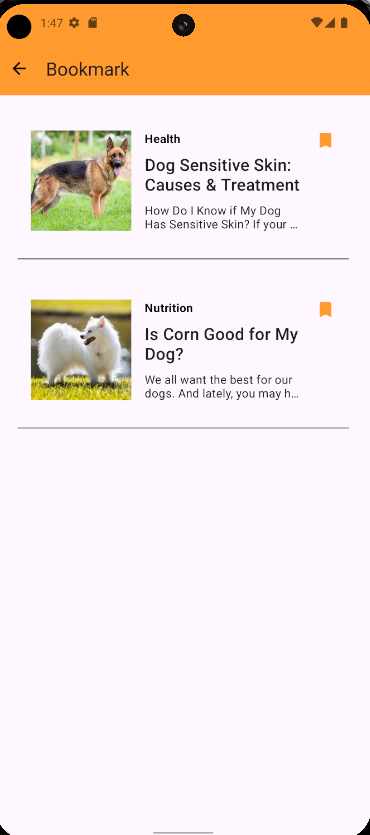 1:47
Bookmark
Health
Dog Sensitive Skin:
Causes & Treatment
How Do I Know if My Dog
Has Sensitive Skin? If your ...
Nutrition
Is Corn Good for My
Dog?
We all want the best for our
dogs. And lately, you may h...